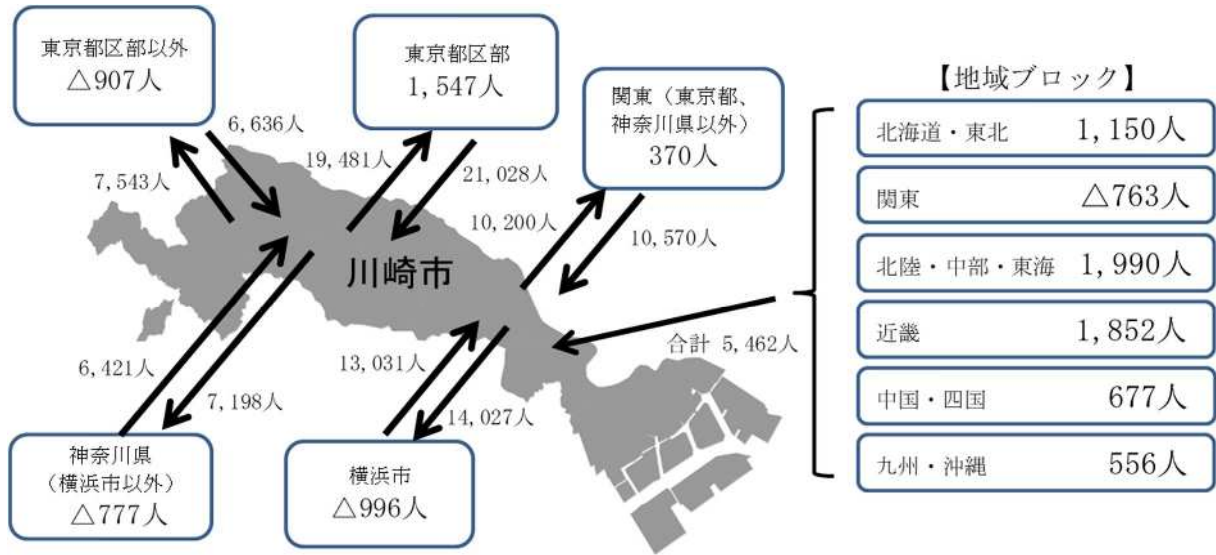 東京都区部以外
△907人
東京都区部
1,547人
関東（東京都、
神奈川県以外）
370人
6,636人
7,543人
19,481人
21,028人
10,200人
10,570人
川崎市
6,421人
7,198人
13,031人
14,027人
合計 5,462人
神奈川県
（横浜市以外）
△777人
横浜市
△996人
【地域ブロック】
北海道・東北 1,150人
関東 △763人
北陸・中部・東海 1,990人
近畿 1,852人
中国・四国 677人
九州・沖縄 556人